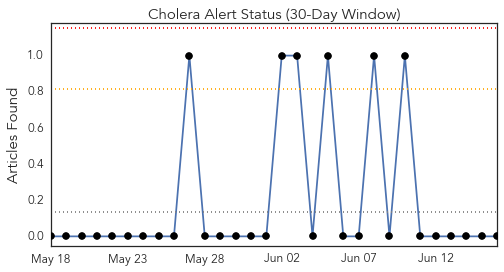 Cholera Alert Status (30-Day Window)
Articles Found
1.0
0.8
0.6
0.4
0.2
0.0
May 18 May 23 May 28 Jun 02 Jun 07 Jun 12